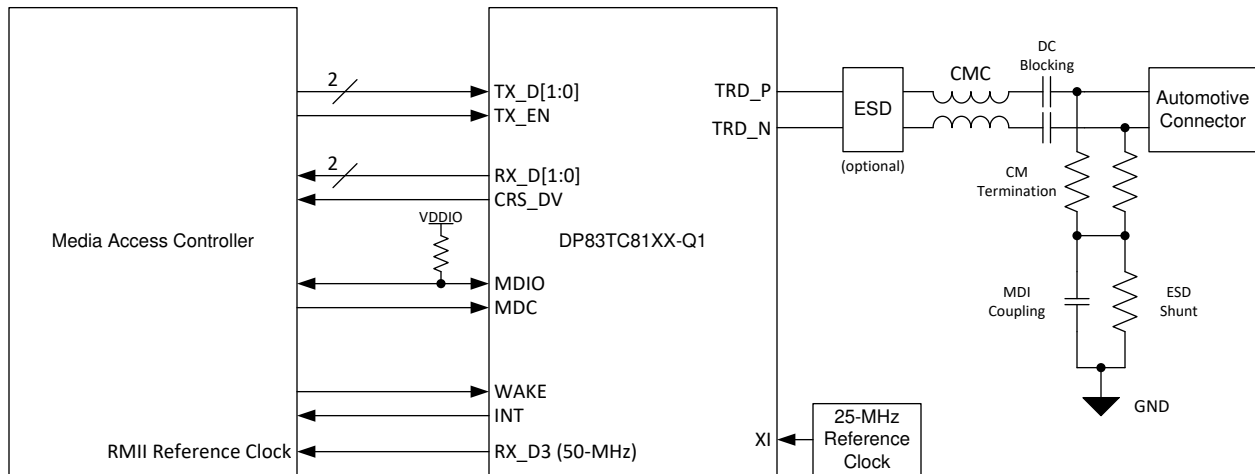 Media Access Controller
RMII Reference Clock
2
2
VDDIO
DP83TC81XX-Q1
TX_D[1:0]
TX_EN
RX_D[1:0]
CRS_DV
MDIO
MDC
WAKE
INT
RX_D3 (50-MHz)
TRD_P
TRD_N
XI
25-MHz
Reference
Clock
ESD
(optional)
CMC
DC
Blocking
Automotive
Connector
CM
Termination
MDI
Coupling
ESD
Shunt
GND